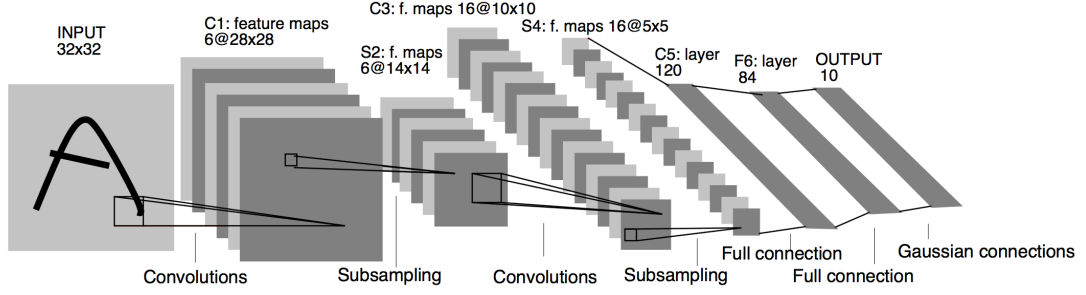 INPUT
32x32
C1: feature maps
6@28x28
S2: f. maps
6@14x14
C3: f. maps 16@10x10
S4: f. maps 16@5x5
C5: layer
120
F6: layer
84
OUTPUT
10
Convolutions
Subsampling
Convolutions
Subsampling
Full connection
Full connection
Gaussian connections